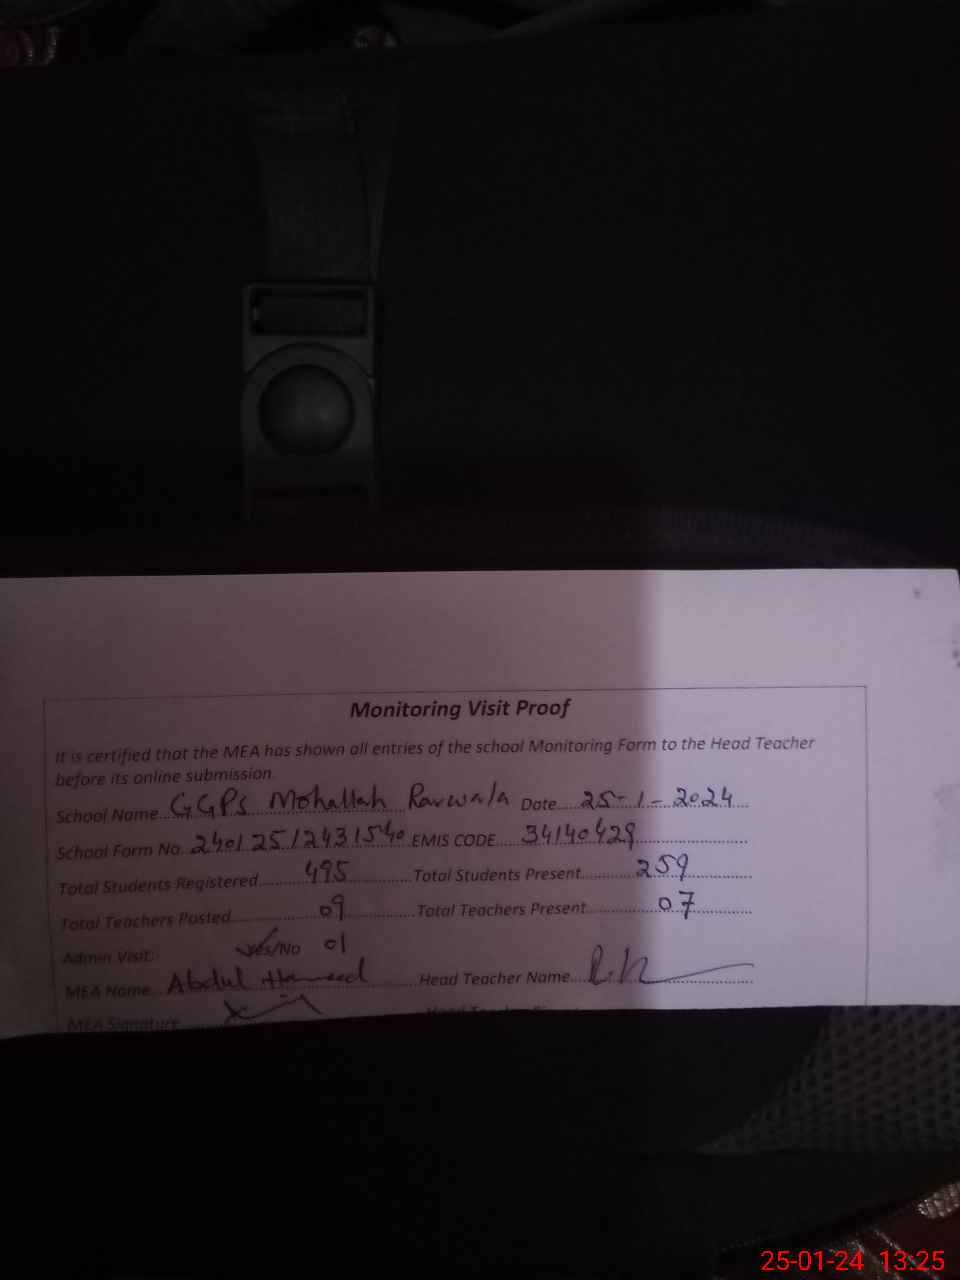 Monitoring Visit Proof
It is certified that the MEA has shown all entries of the school Monitoring Form to the Head Teacher
before its online submission.
School Name...GGPS Mohallah Rawwala Date....25-1-2024...
School Form No..24012512431540 EMIS CODE....34140429....
Total Students Registered....495....Total Students Present....259....
Total Teachers Posted....09....Total Teachers Present....07....
Admin Visit: Yes/No 01
MEA Name...Abdul Hameed....Head Teacher Name....
MEA Signature
25-01-24 13:25